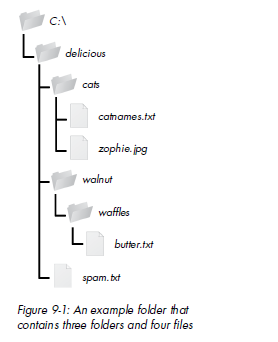 C:\
delicious
cats
catnames.txt
zophie.jpg
walnut
waffles
butter.txt
spam.txt
Figure 9-1: An example folder that
contains three folders and four files